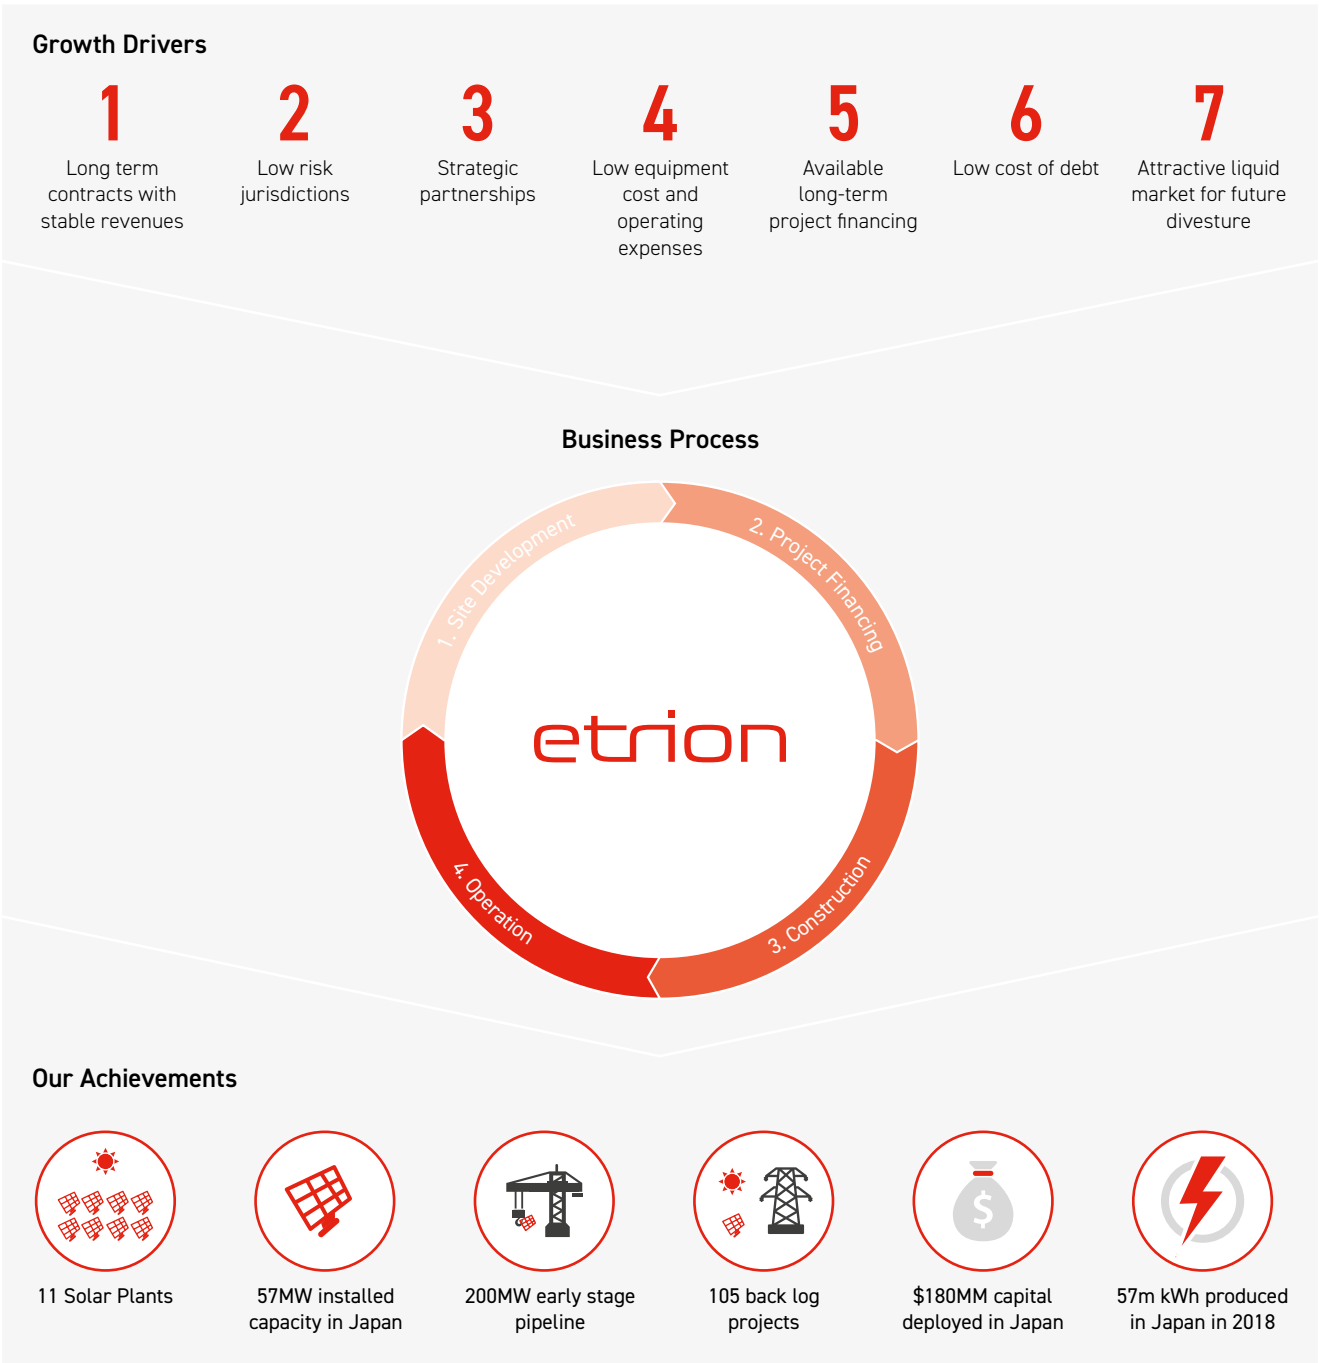 Growth Drivers
1
Long term
contracts with
stable revenues
2
Low risk
jurisdictions
3
Strategic
partnerships
4
Low equipment
cost and
operating
expenses
5
Available
long-term
project financing
6
Low cost of debt
7
Attractive liquid
market for future
divesture
Business Process
1. Site Development
2. Project Financing
3. Construction
4. Operation
etrion
Our Achievements
11 Solar Plants
57MW installed
capacity in Japan
200MW early stage
pipeline
105 back log
projects
$
$180MM capital
deployed in Japan
57m kWh produced
in Japan in 2018